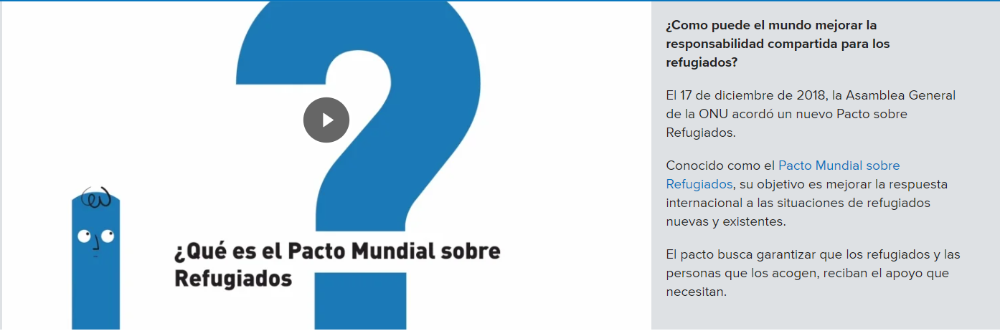 ¿Qué es el Pacto Mundial sobre
Refugiados
¿Como puede el mundo mejorar la
responsabilidad compartida para los
refugiados?
El 17 de diciembre de 2018, la Asamblea General
de la ONU acordó un nuevo Pacto sobre
Refugiados.
Conocido como el Pacto Mundial sobre
Refugiados, su objetivo es mejorar la respuesta
internacional a las situaciones de refugiados
nuevas y existentes.
El pacto busca garantizar que los refugiados y las
personas que los acogen, reciban el apoyo que
necesitan.